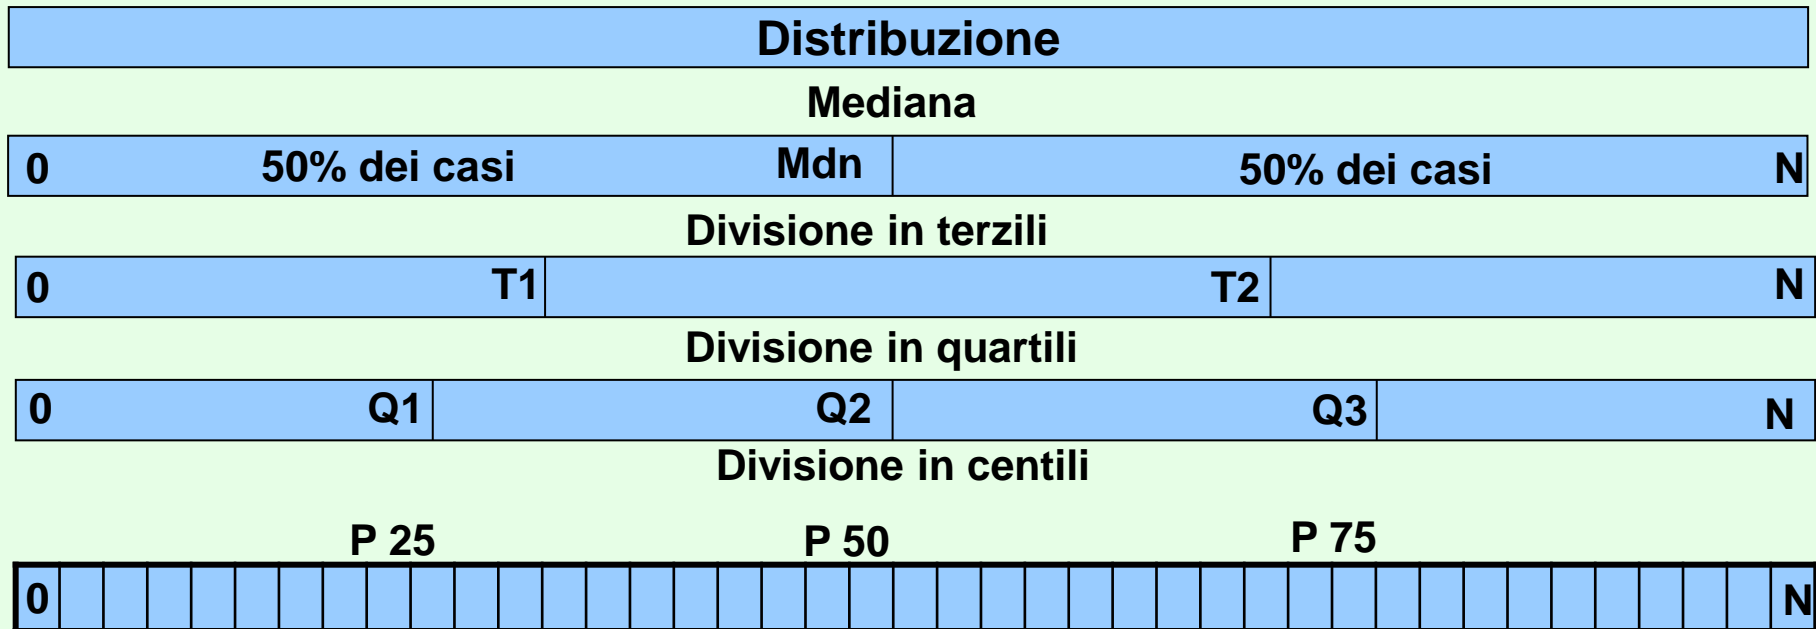 Distribuzione
Mediana
0 50% dei casi Mdn 50% dei casi N
Divisione in terzili
0 T1 T2 N
Divisione in quartili
0 Q1 Q2 Q3 N
Divisione in centili
P 25 P 50 P 75
0 N